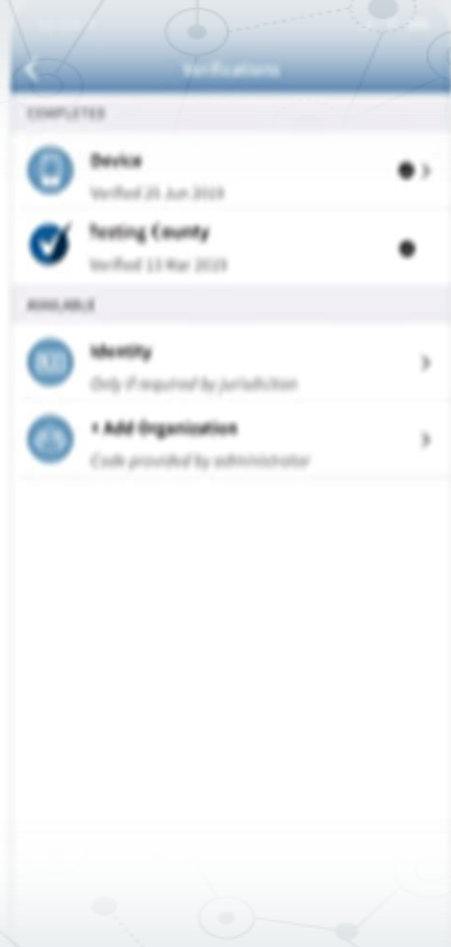 Verifications
COMPLETED
Device
Verified 25 Jun 2019
Testing County
Verified 13 Mar 2019
AVAILABLE
Identity
Only if required by jurisdiction
+ Add Organization
Code provided by administrator